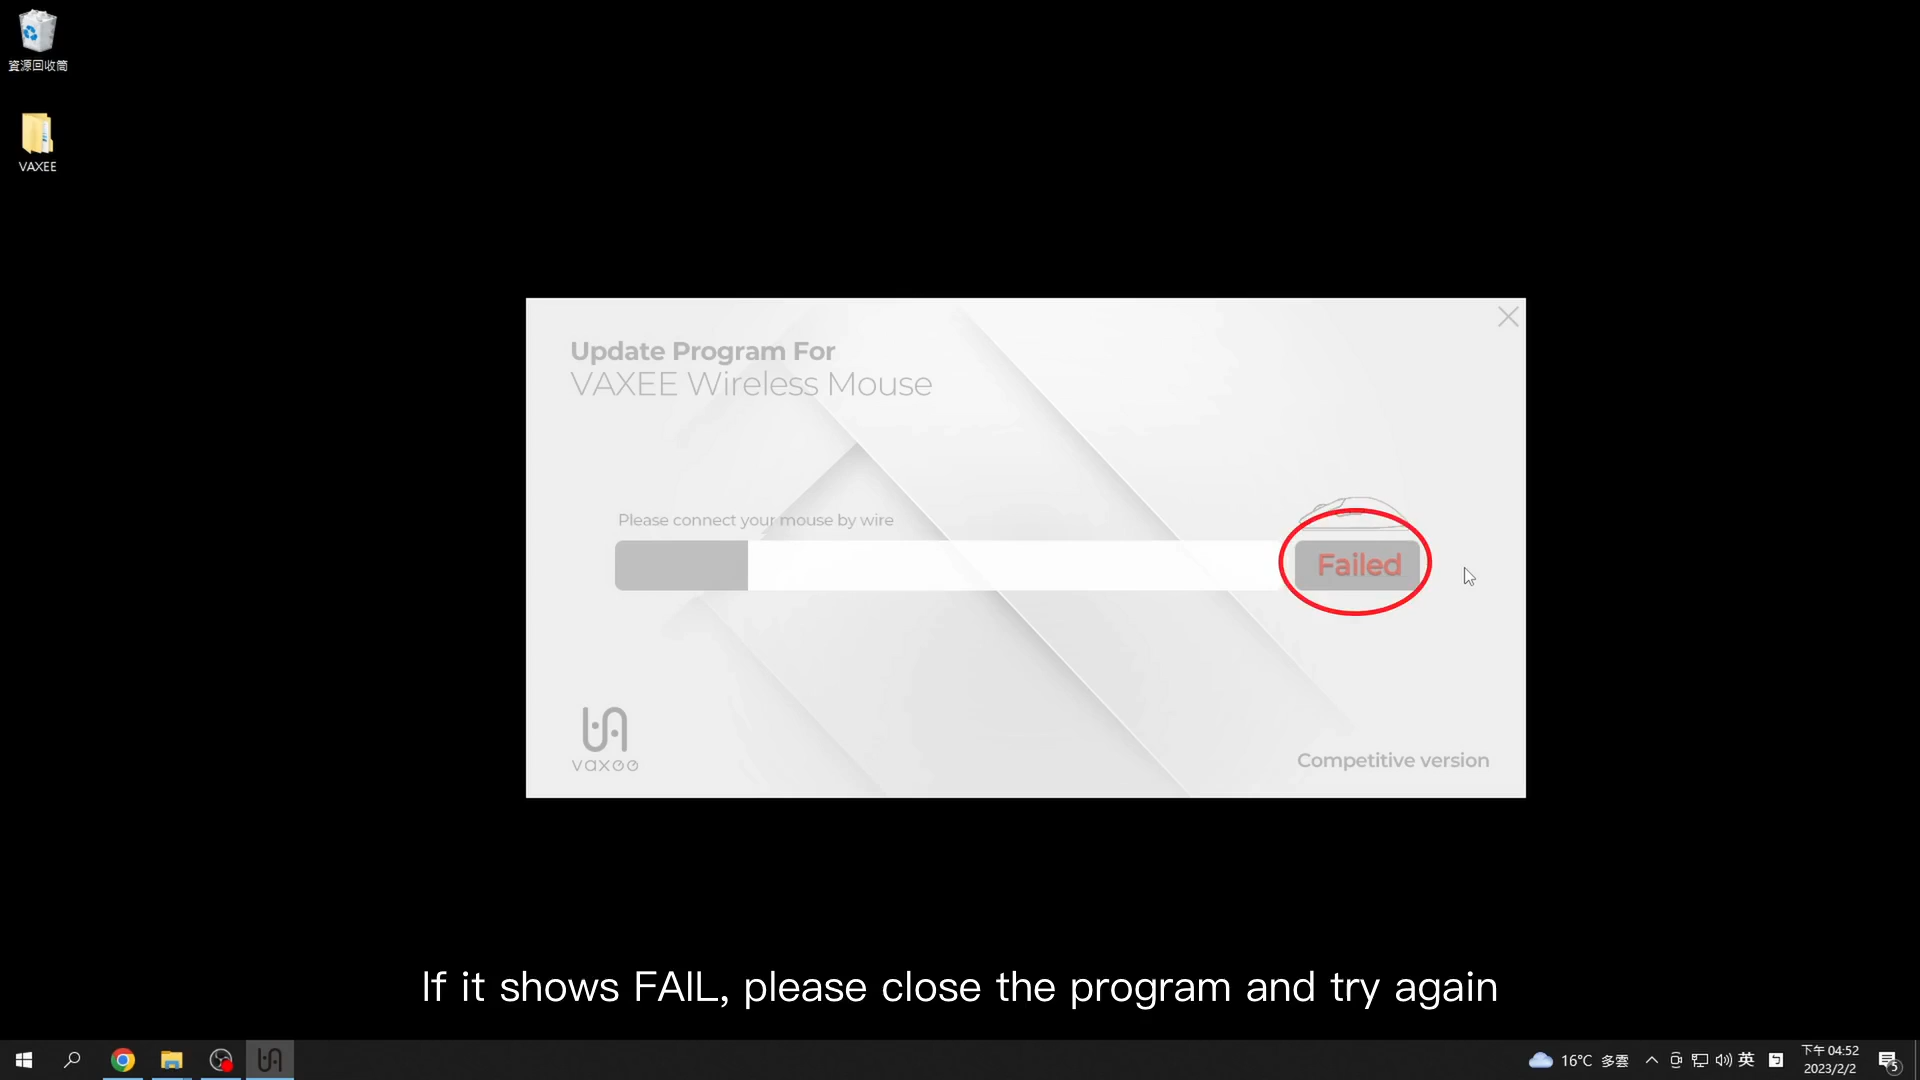 資源回收筒
VAXEE
Update Program For
VAXEE Wireless Mouse
Please connect your mouse by wire
Failed
vaxee
Competitive version
If it shows FAIL, please close the program and try again
16°C 多雲
英
下午 04:52
2023/2/2
5